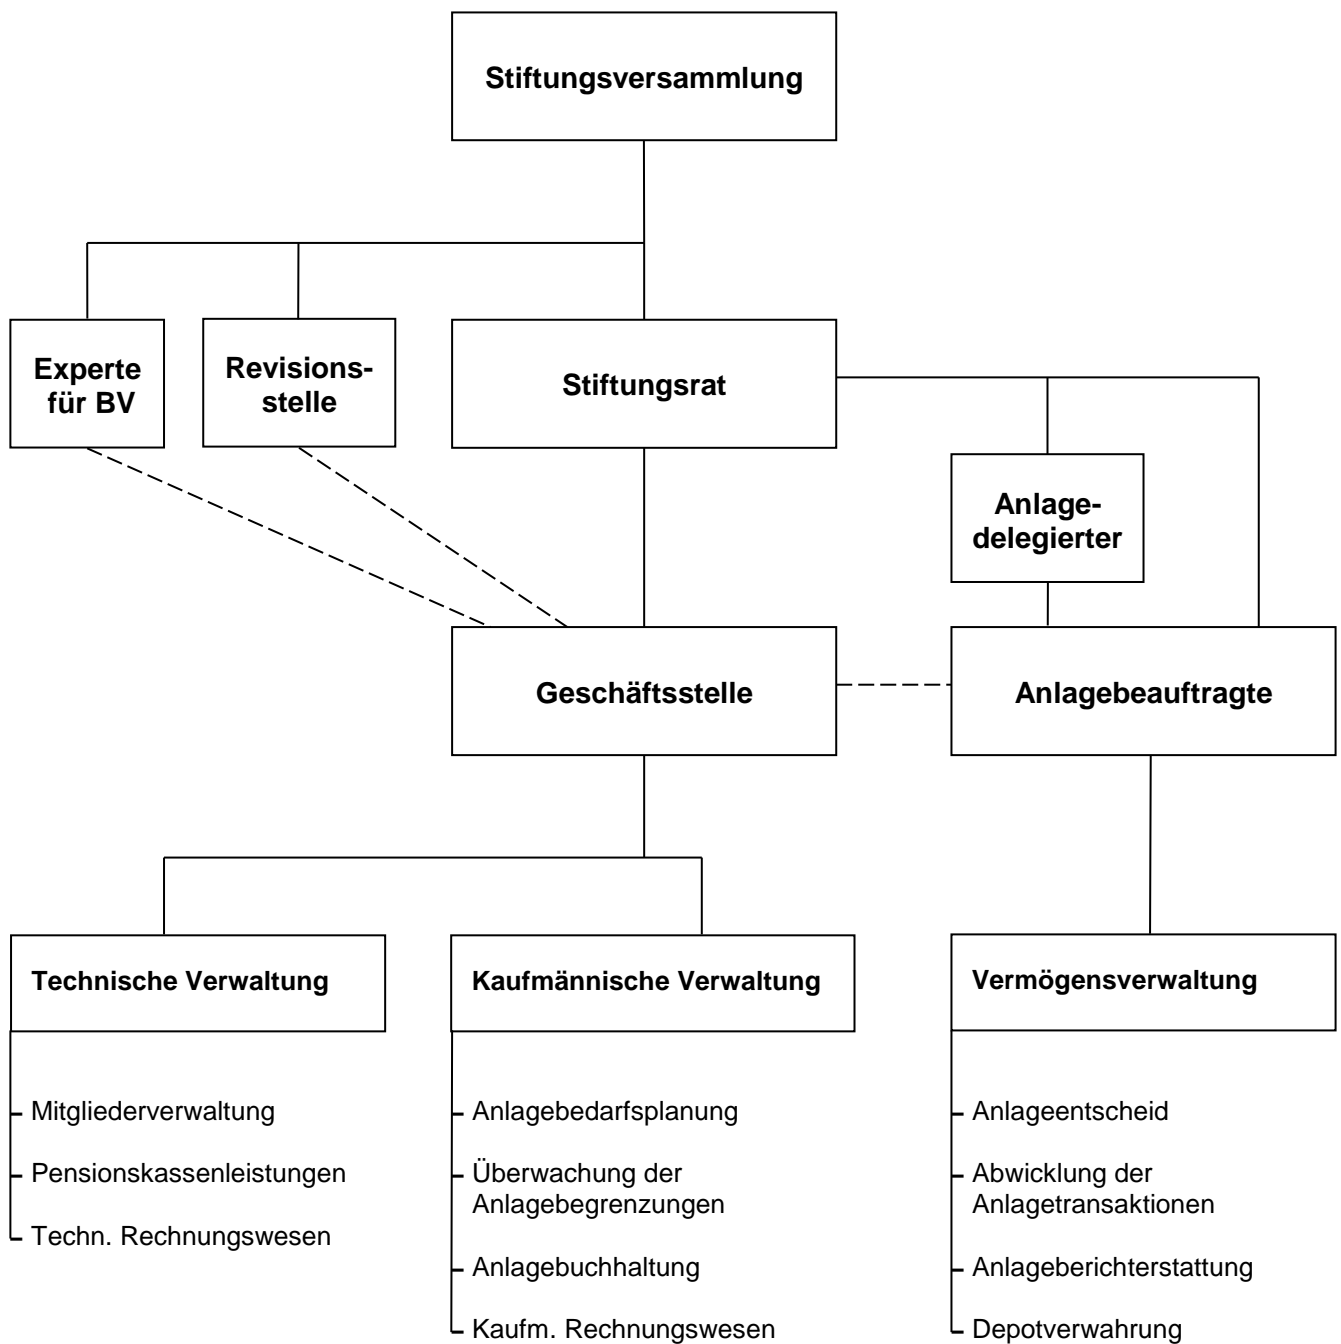 Stiftungsversammlung
Experte
für BV
Revisions-
stelle
Stiftungsrat
Anlage-
delegierter
Geschäftsstelle
Anlagebeauftragte
Technische Verwaltung
Kaufmännische Verwaltung
Vermögensverwaltung
Mitgliederverwaltung
Pensionskassenleistungen
Techn. Rechnungswesen
Anlagebedarfsplanung
Überwachung der
Anlagebegrenzungen
Anlagebuchhaltung
Kaufm. Rechnungswesen
Anlageentscheid
Abwicklung der
Anlagetransaktionen
Anlageberichterstattung
Depotverwahrung